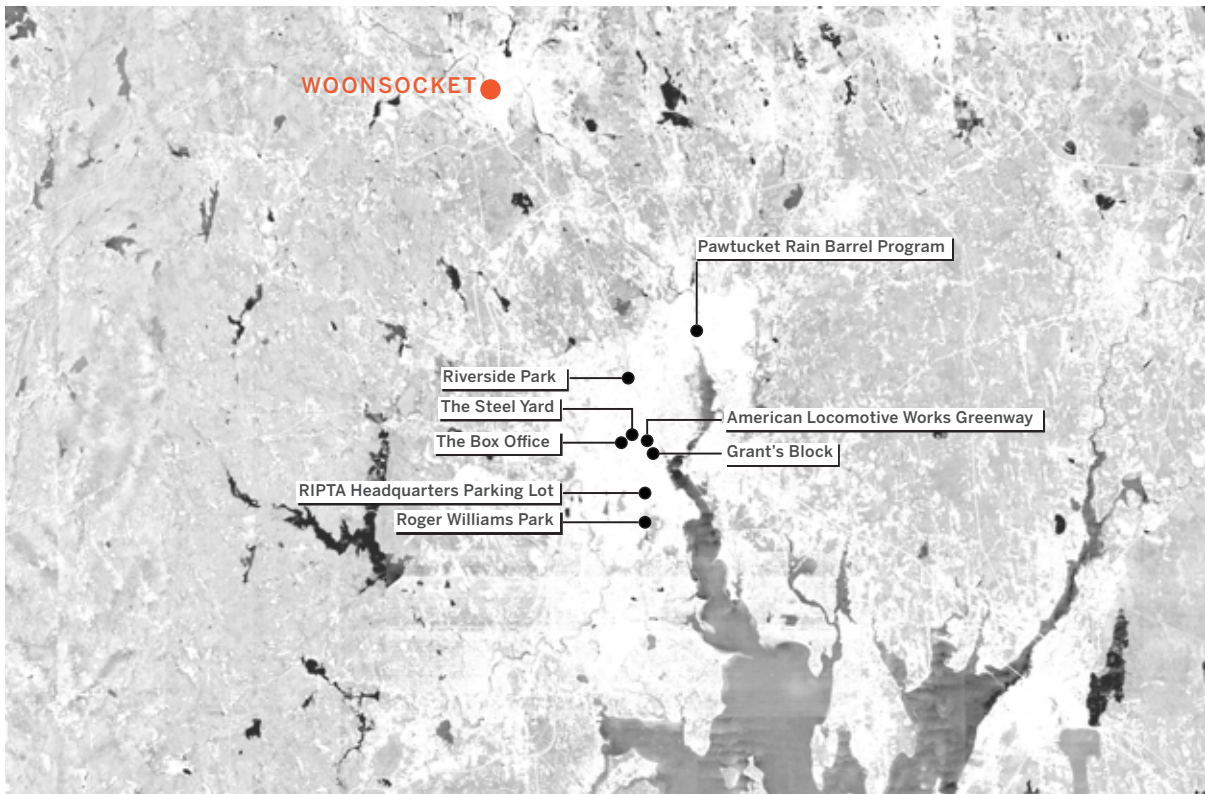 WOONSOCKET
Pawtucket Rain Barrel Program
Riverside Park
The Steel Yard
American Locomotive Works Greenway
The Box Office
Grant's Block
RIPTA Headquarters Parking Lot
Roger Williams Park